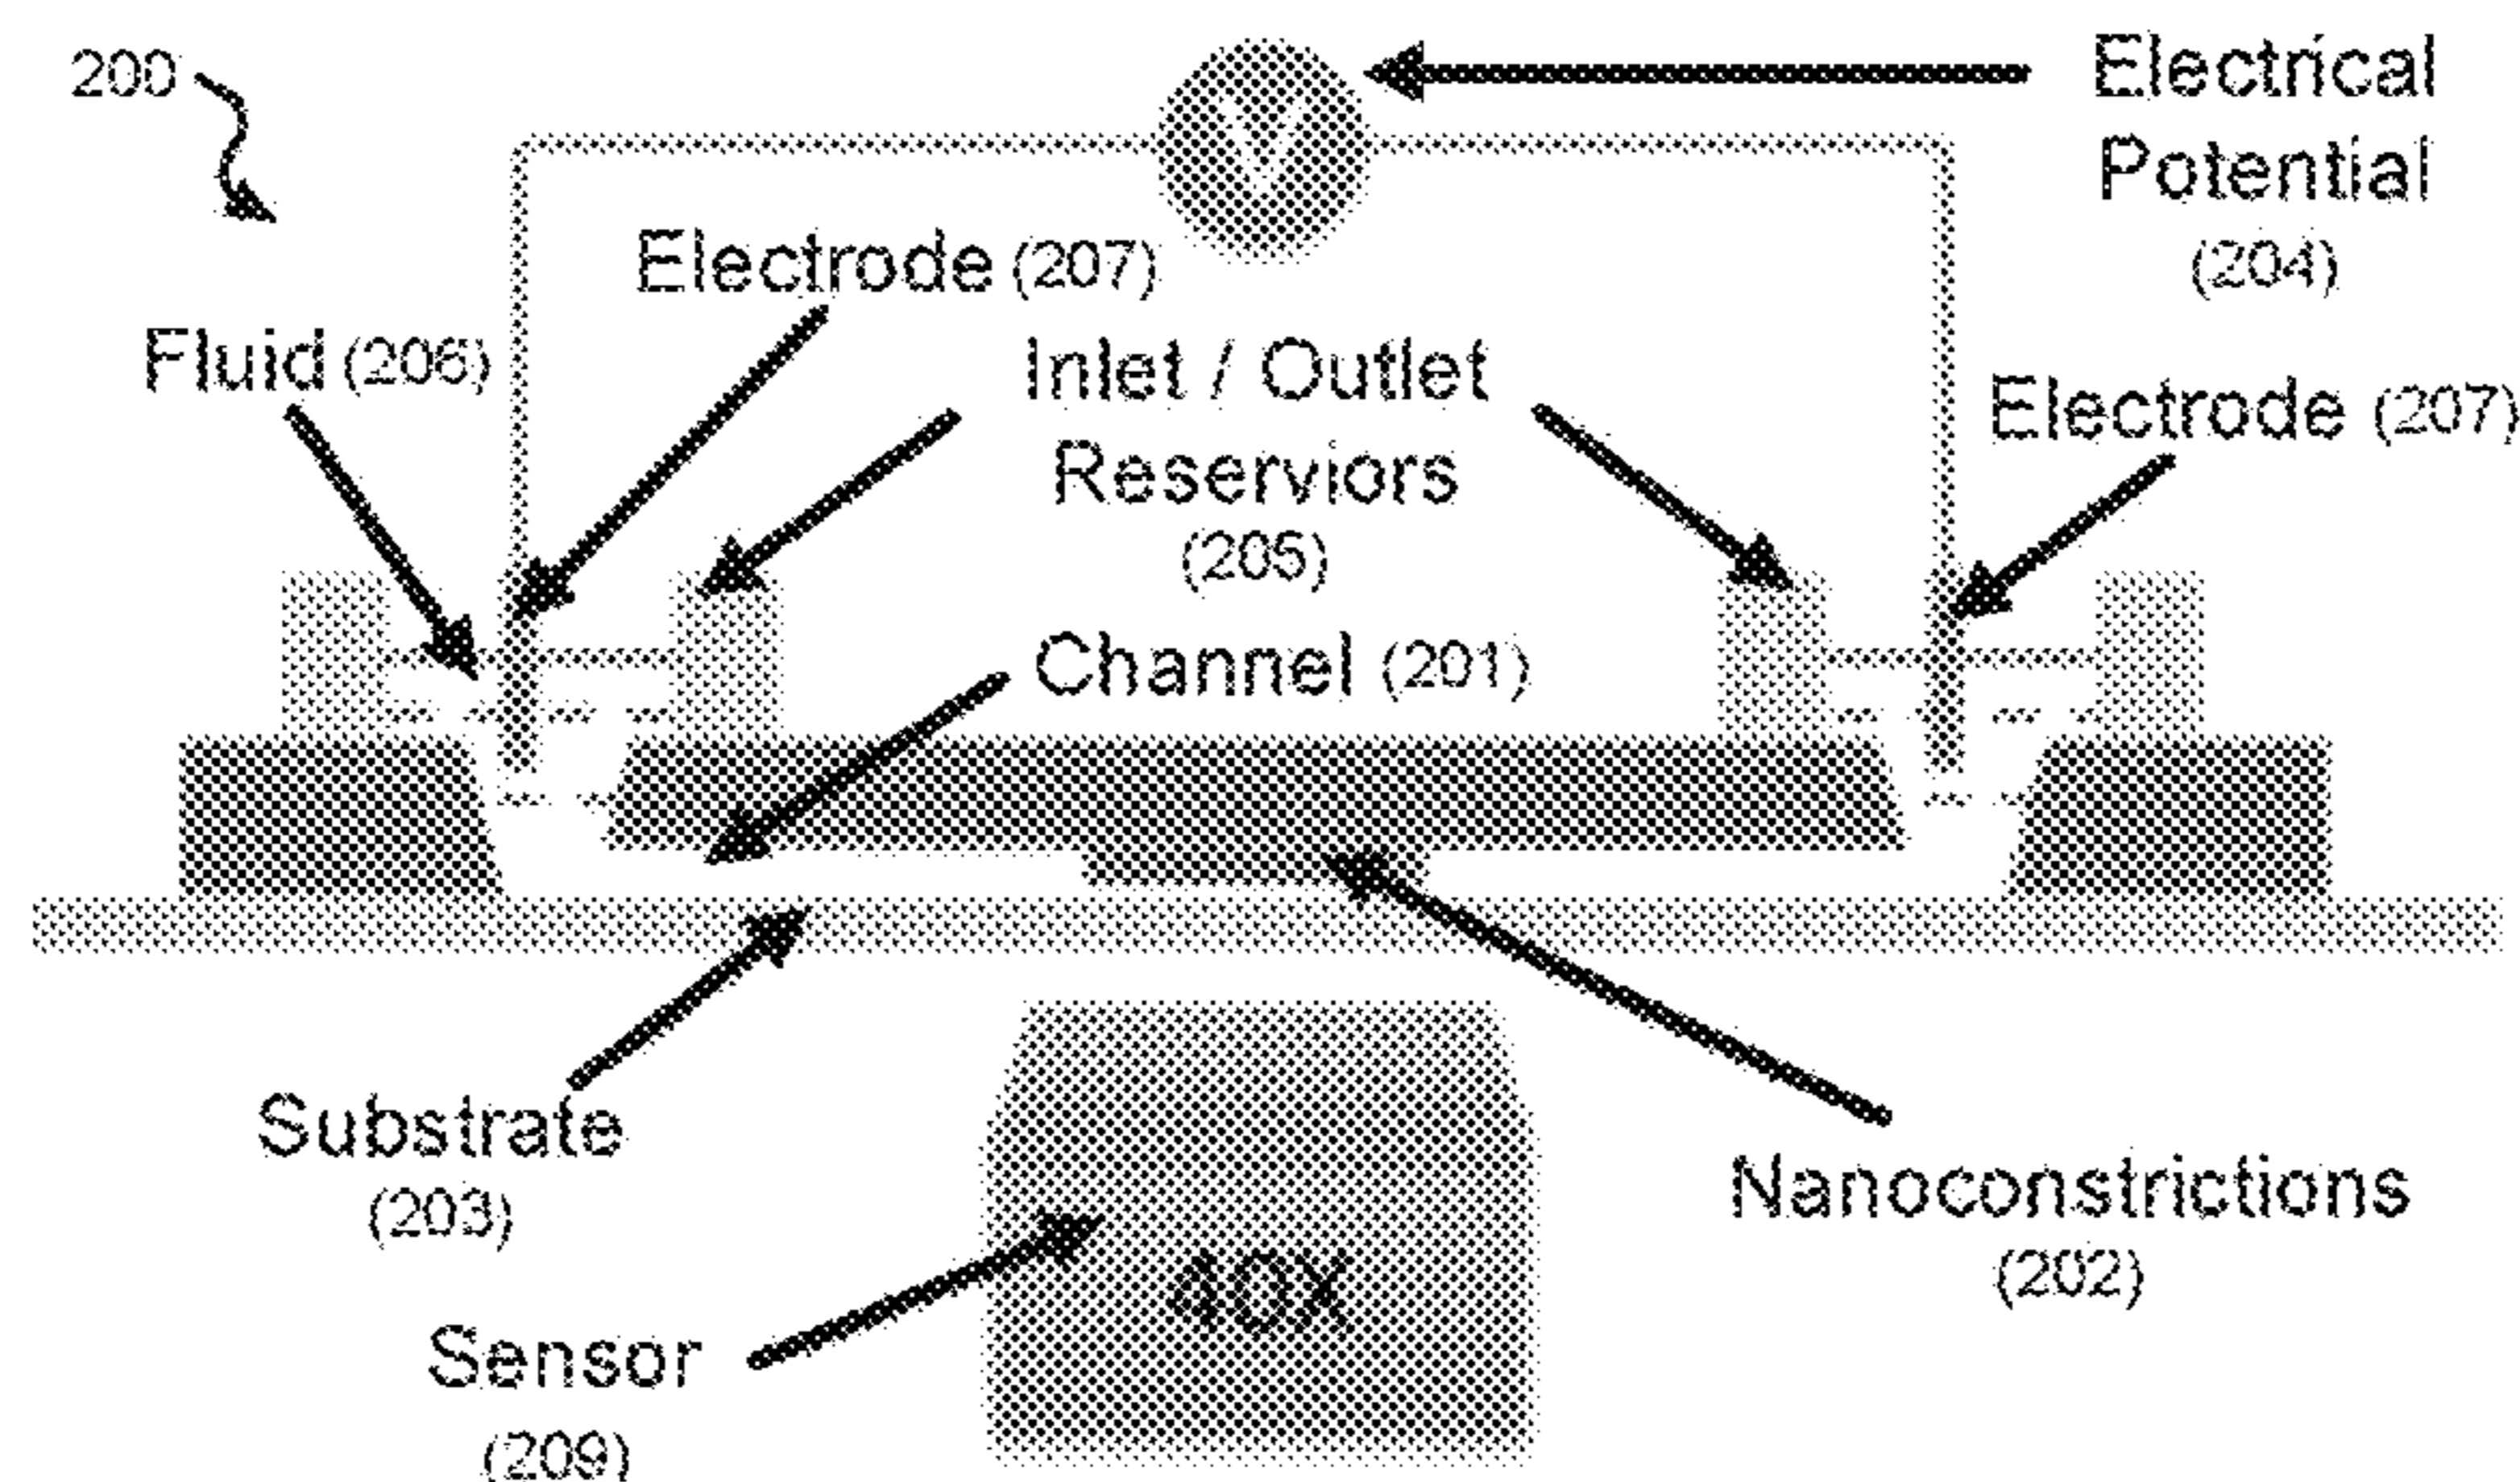 200
V
Electrical
Potential
(204)
Electrode (207)
Fluid (206)
Inlet / Outlet
Reserviors
(205)
Electrode (207)
Channel (201)
Substrate
(203)
Nanoconstrictions
(202)
40X
Sensor
(209)